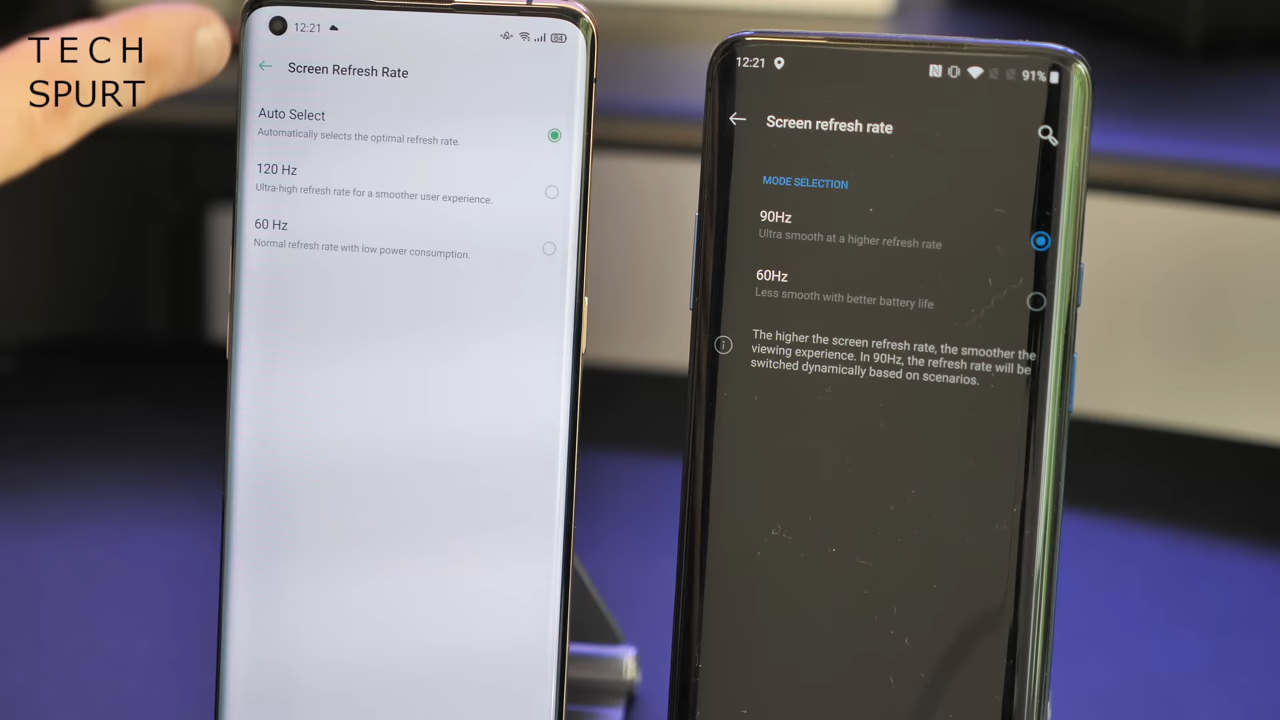 TECH
SPURT
12:21
84
Screen Refresh Rate
Auto Select
Automatically selects the optimal refresh rate.
120 Hz
Ultra-high refresh rate for a smoother user experience.
60 Hz
Normal refresh rate with low power consumption.
12:21
91%
Screen refresh rate
MODE SELECTION
90Hz
Ultra smooth at a higher refresh rate
60Hz
Less smooth with better battery life
The higher the screen refresh rate, the smoother the
viewing experience. In 90Hz, the refresh rate will be
switched dynamically based on scenarios.